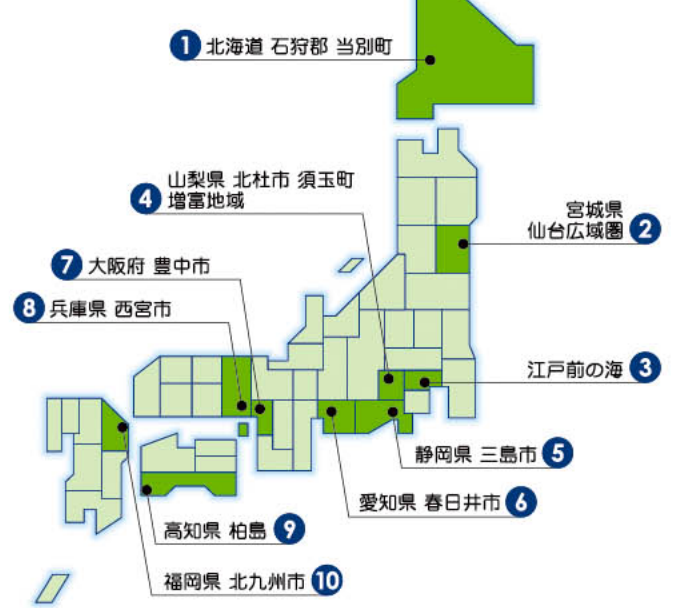 1 北海道 石狩郡 当別町
4 山梨県 北杜市 須玉町
増富地域
宮城県
仙台広域圏 2
7 大阪府 豊中市
8 兵庫県 西宮市
江戸前の海 3
静岡県 三島市 5
愛知県 春日井市 6
高知県 柏島 9
福岡県 北九州市 10